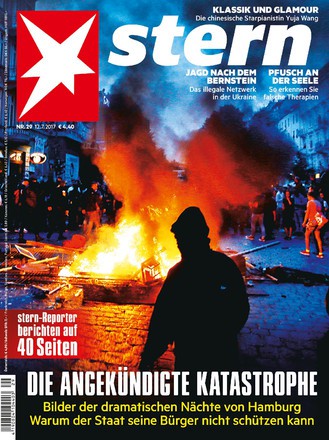 KLASSIK UND GLAMOUR
Die chinesische Starpianistin Yuja Wang
stern
JAGD NACH DEM
BERNSTEIN
Das illegale Netzwerk
in der Ukraine
PFUSCH AN
DER SEELE
So erkennen Sie
falsche Therapien
NR. 29 12.7.2017 € 4,40
stern-Reporter
berichten auf
40 Seiten
DIE ANGEKÜNDIGTE KATASTROPHE
Bilder der dramatischen Nächte von Hamburg
Warum der Staat seine Bürger nicht schützen kann